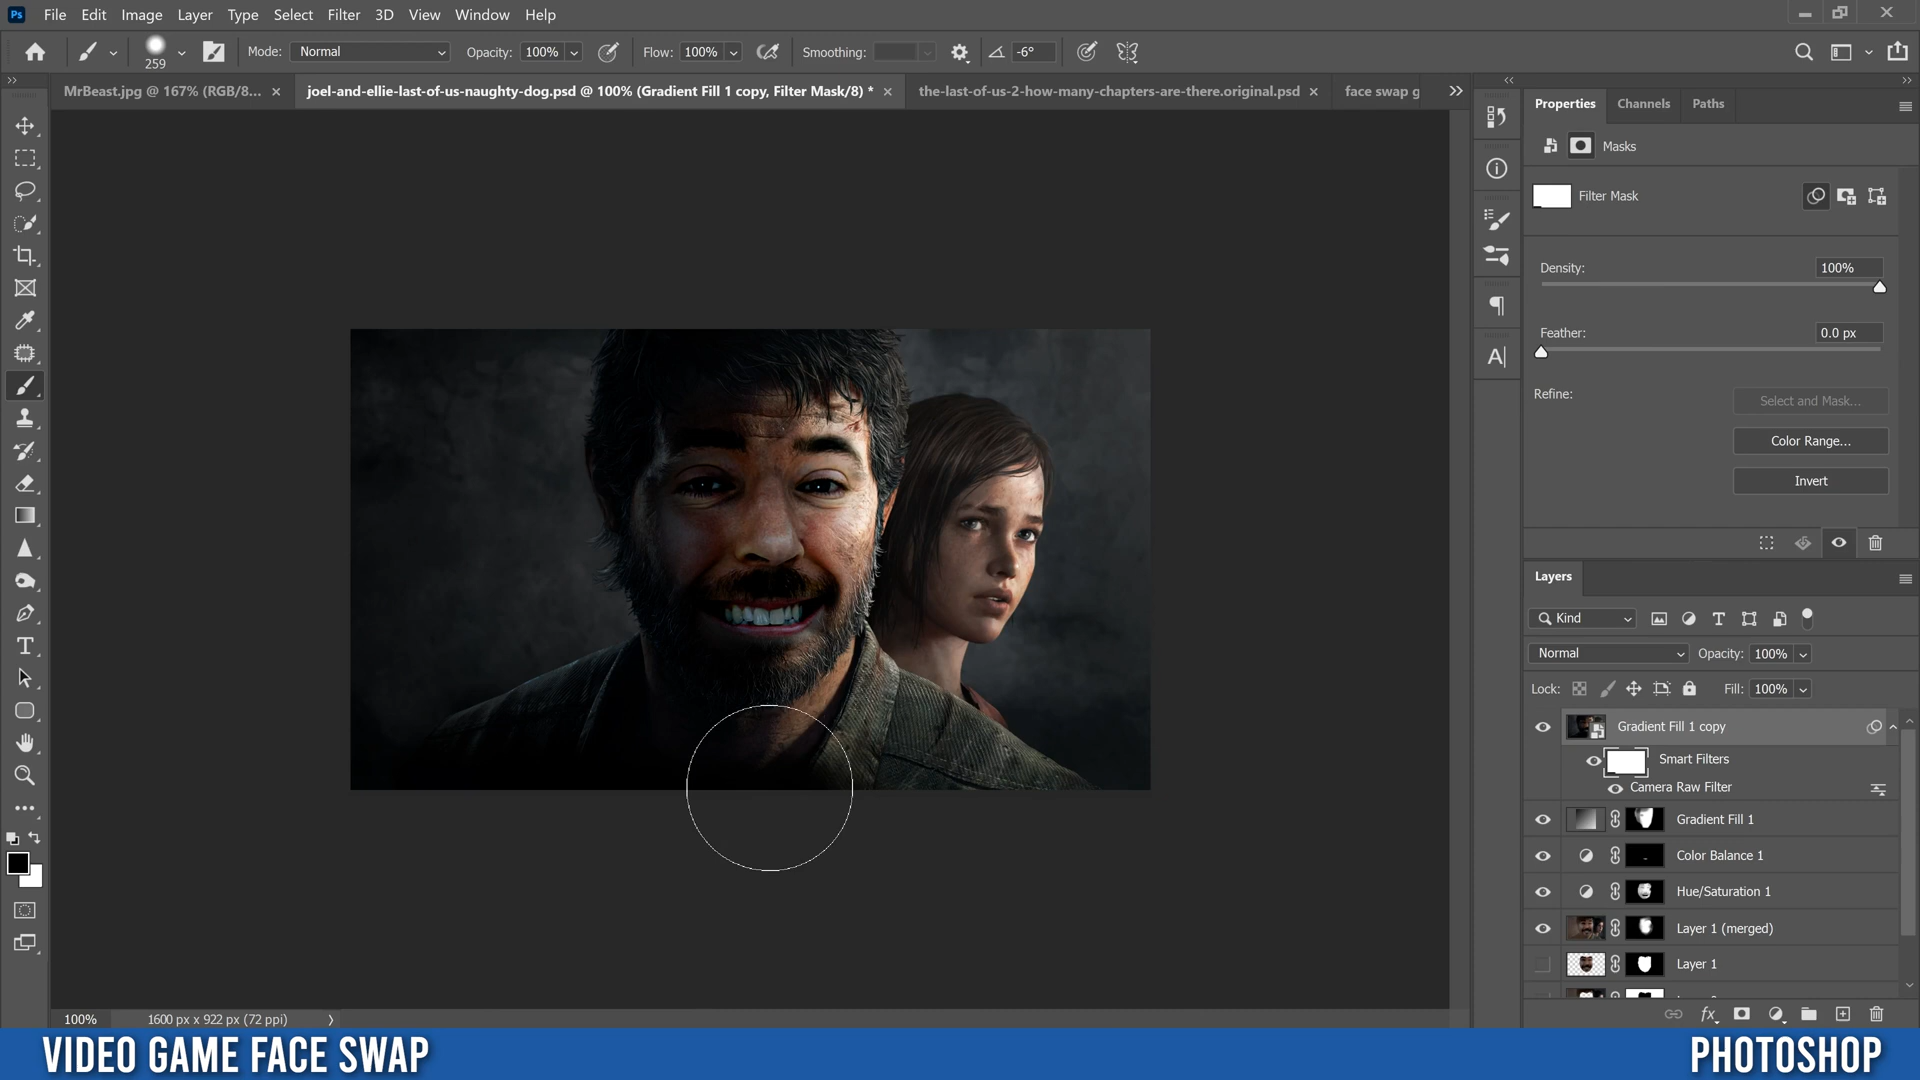 Ps File Edit Image Layer Type Select Filter 3D View Window Help
259 Mode: Normal Opacity: 100% Flow: 100% Smoothing: -6°
MrBeast.jpg @ 167% (RGB/8... × joel-and-ellie-last-of-us-naughty-dog.psd @ 100% (Gradient Fill 1 copy, Filter Mask/8) * × the-last-of-us-2-how-many-chapters-are-there.original.psd × face swap g
Properties Channels Paths
Masks
Filter Mask
Density: 100%
Feather: 0.0 px
Refine: Select and Mask...
Color Range...
Invert
Layers
Kind
Normal Opacity: 100%
Lock: Fill: 100%
Gradient Fill 1 copy
Smart Filters
Camera Raw Filter
Gradient Fill 1
Color Balance 1
Hue/Saturation 1
Layer 1 (merged)
Layer 1
100% 1600 px x 922 px (72 ppi)
VIDEO GAME FACE SWAP
PHOTOSHOP